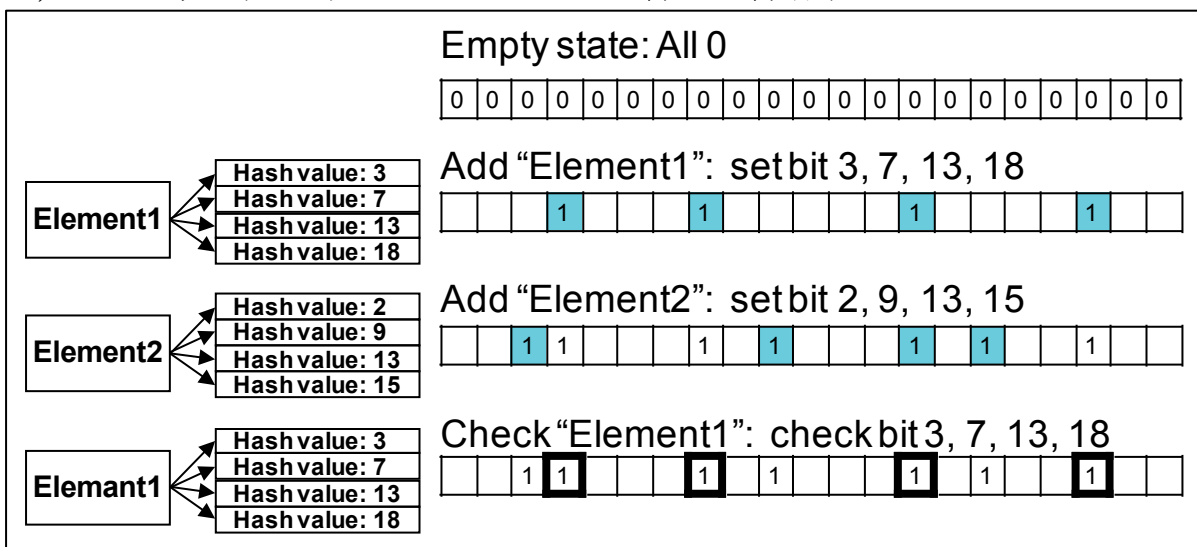 Empty state: All 0
0 0 0 0 0 0 0 0 0 0 0 0 0 0 0 0 0 0 0 0 0
Add “Element1”: set bit 3, 7, 13, 18
Element1
Hash value: 3
Hash value: 7
Hash value: 13
Hash value: 18
1 1 1 1
Add “Element2”: set bit 2, 9, 13, 15
Element2
Hash value: 2
Hash value: 9
Hash value: 13
Hash value: 15
1 1 1 1 1 1 1
Check “Element1”: check bit 3, 7, 13, 18
Elemant1
Hash value: 3
Hash value: 7
Hash value: 13
Hash value: 18
1 1 1 1 1 1 1